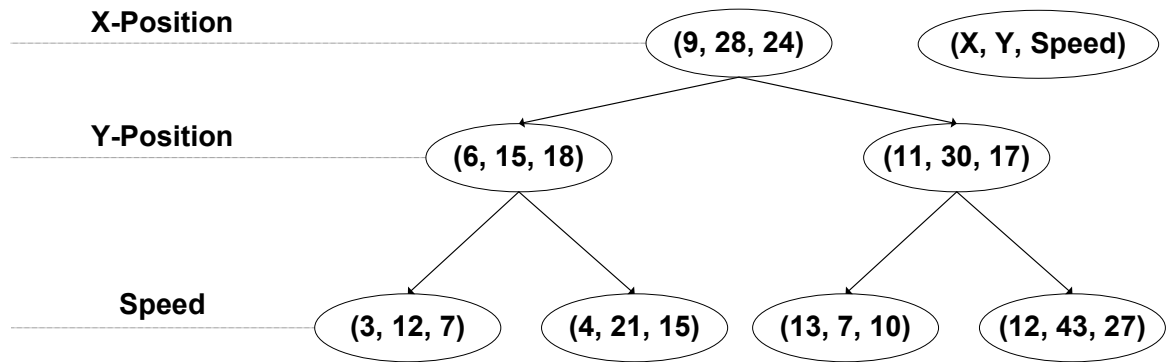 X-Position
(9, 28, 24)
(X, Y, Speed)
Y-Position
(6, 15, 18)
(11, 30, 17)
Speed
(3, 12, 7)
(4, 21, 15)
(13, 7, 10)
(12, 43, 27)